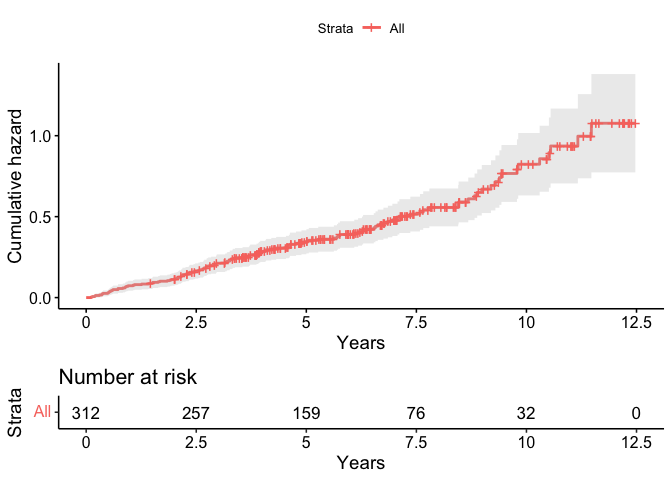 Strata All
Cumulative hazard
1.0
0.5
0.0
0 2.5 5 7.5 10 12.5
Years
Number at risk
Strata
All 312 257 159 76 32 0
0 2.5 5 7.5 10 12.5
Years